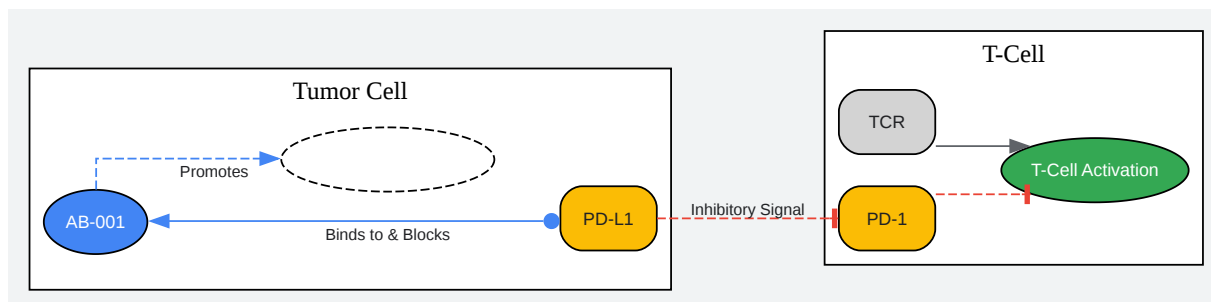 Tumor Cell
Promotes
AB-001
Binds to & Blocks
PD-L1
Inhibitory Signal
T-Cell
TCR
T-Cell Activation
PD-1